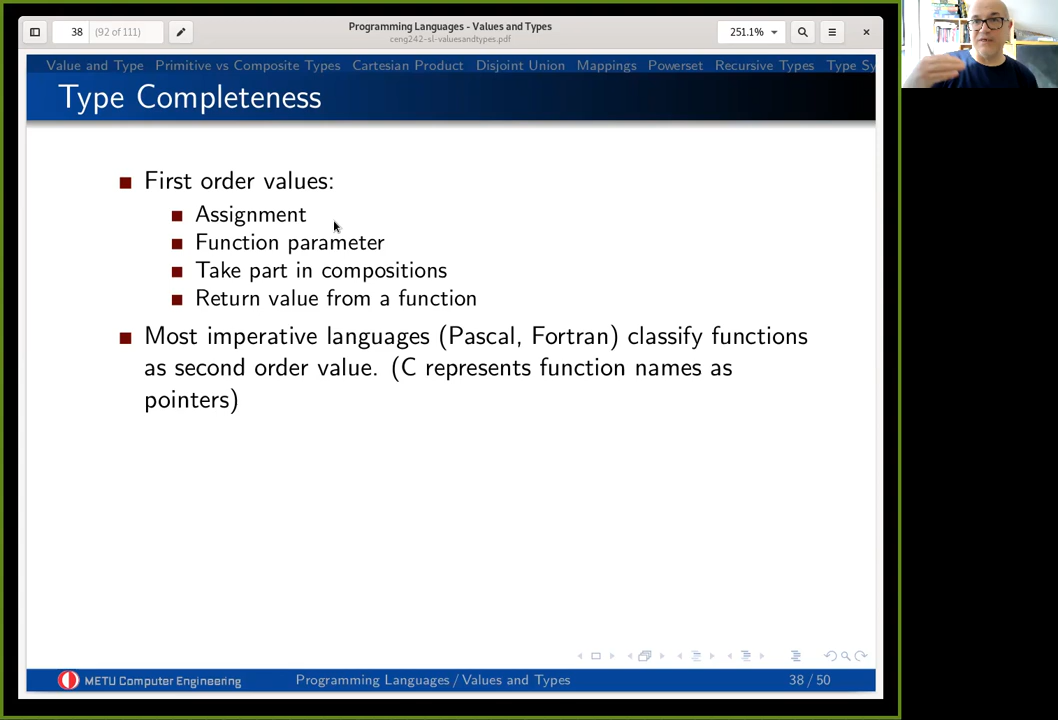 38 (92 of 111)
Programming Languages - Values and Types
ceng242-sl-valuesandtypes.pdf
251.1%
Value and Type Primitive vs Composite Types Cartesian Product Disjoint Union Mappings Powerset Recursive Types Type Sy
Type Completeness
First order values:
Assignment
Function parameter
Take part in compositions
Return value from a function
Most imperative languages (Pascal, Fortran) classify functions
as second order value. (C represents function names as
pointers)
METU Computer Engineering Programming Languages / Values and Types 38 / 50